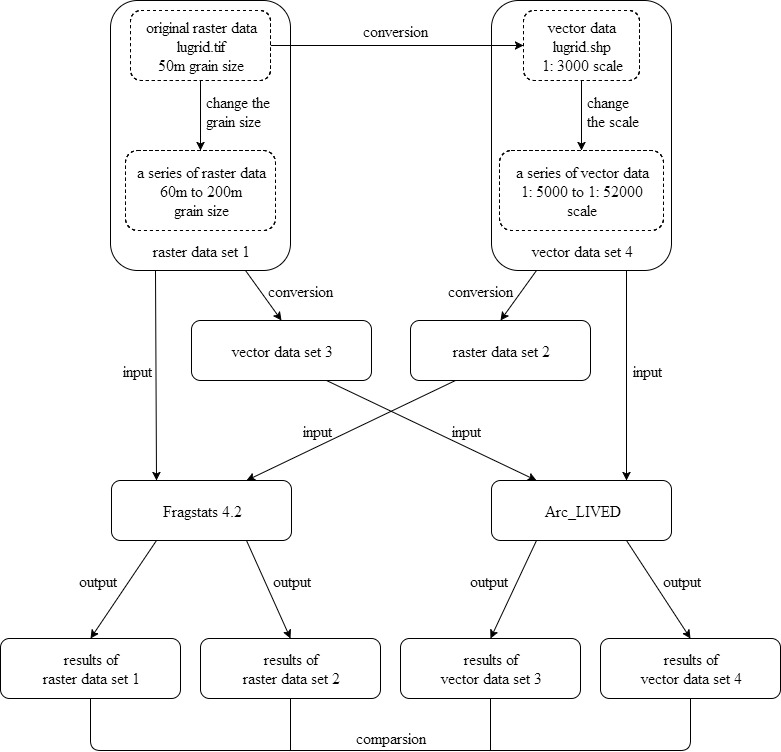 original raster data
lugrid.tif
50m grain size
conversion
vector data
lugrid.shp
1: 3000 scale
change the
grain size
change
the scale
a series of raster data
60m to 200m
grain size
a series of vector data
1: 5000 to 1: 52000
scale
raster data set 1
vector data set 4
conversion
conversion
vector data set 3
raster data set 2
input
input
input
input
Fragstats 4.2
Arc_LIVED
output
output
output
output
results of
raster data set 1
results of
raster data set 2
results of
vector data set 3
results of
vector data set 4
comparsion